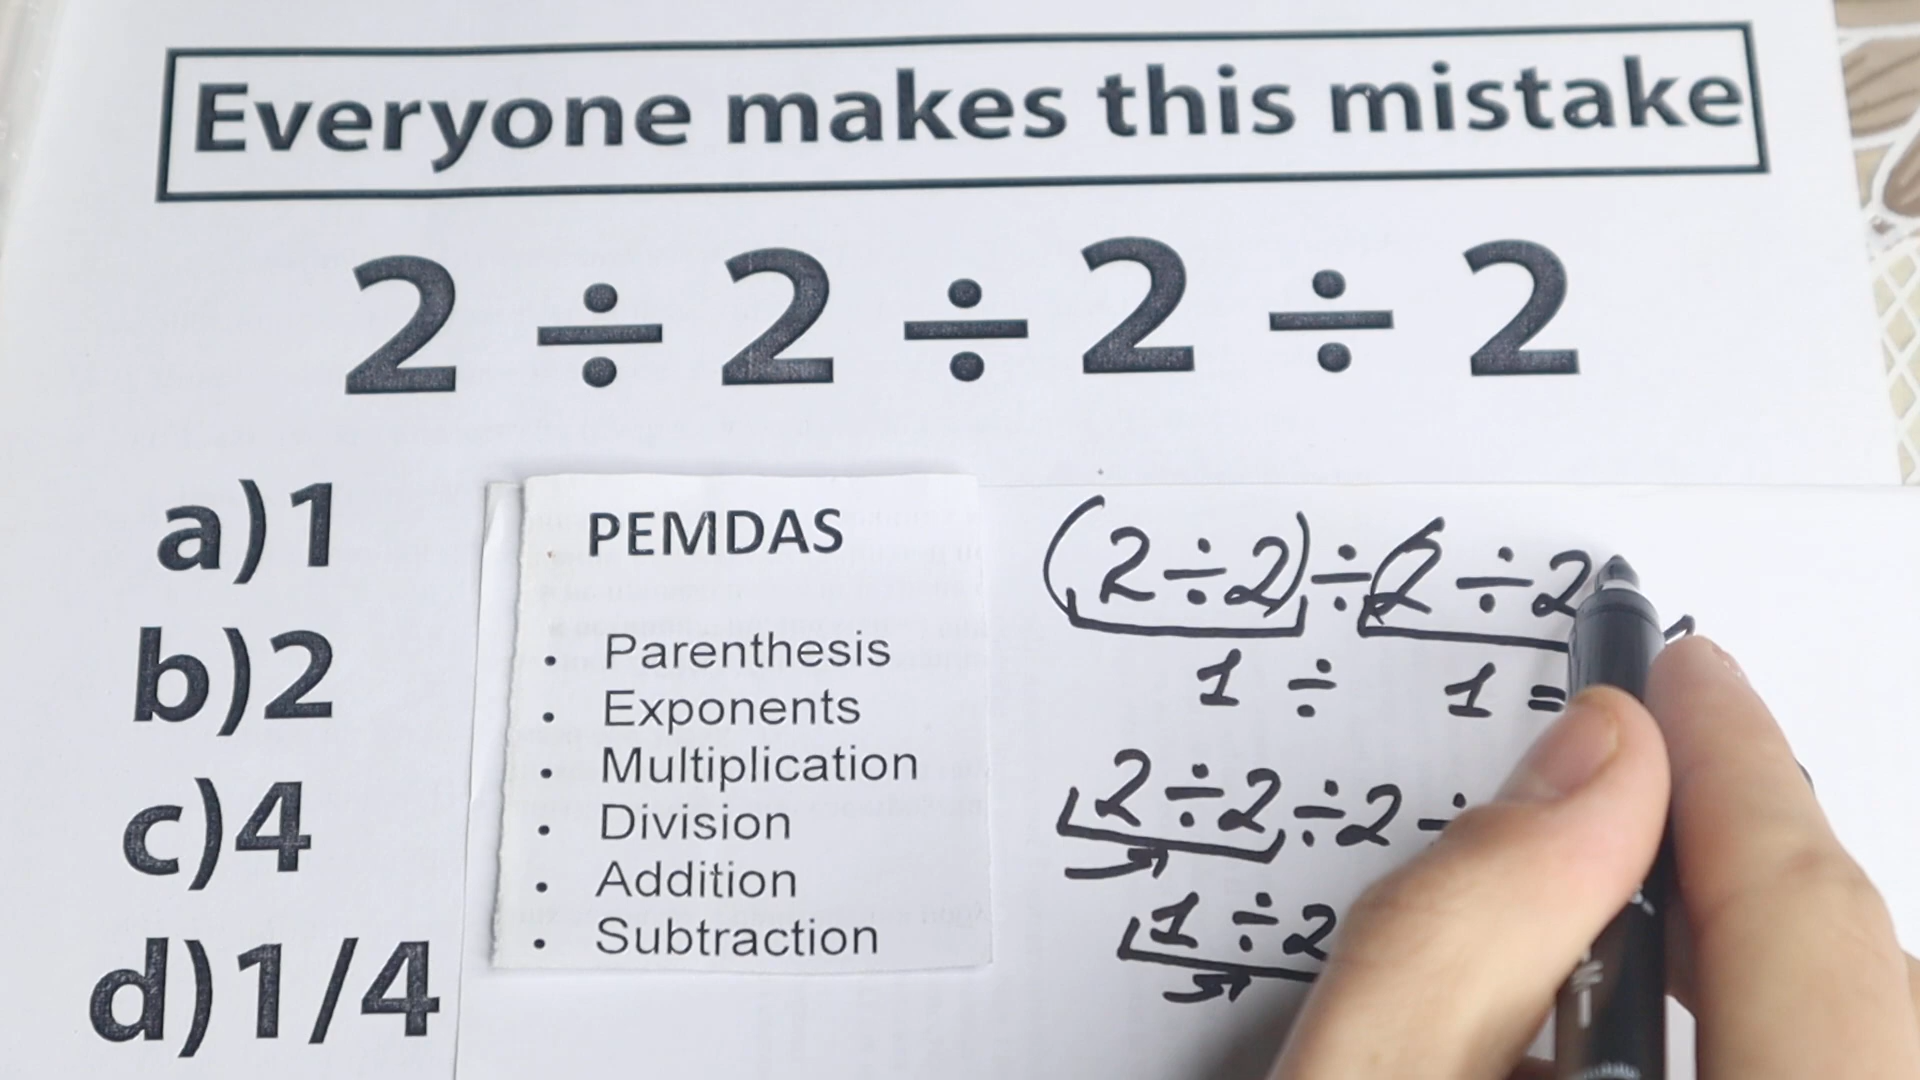 Everyone makes this mistake
2 ÷ 2 ÷ 2 ÷ 2
a)1
b)2
c)4
d)1/4
PEMDAS
• Parenthesis
• Exponents
• Multiplication
• Division
• Addition
• Subtraction
(2÷2)÷(2÷2
1 ÷ 1 =
2÷2÷2÷
1÷2